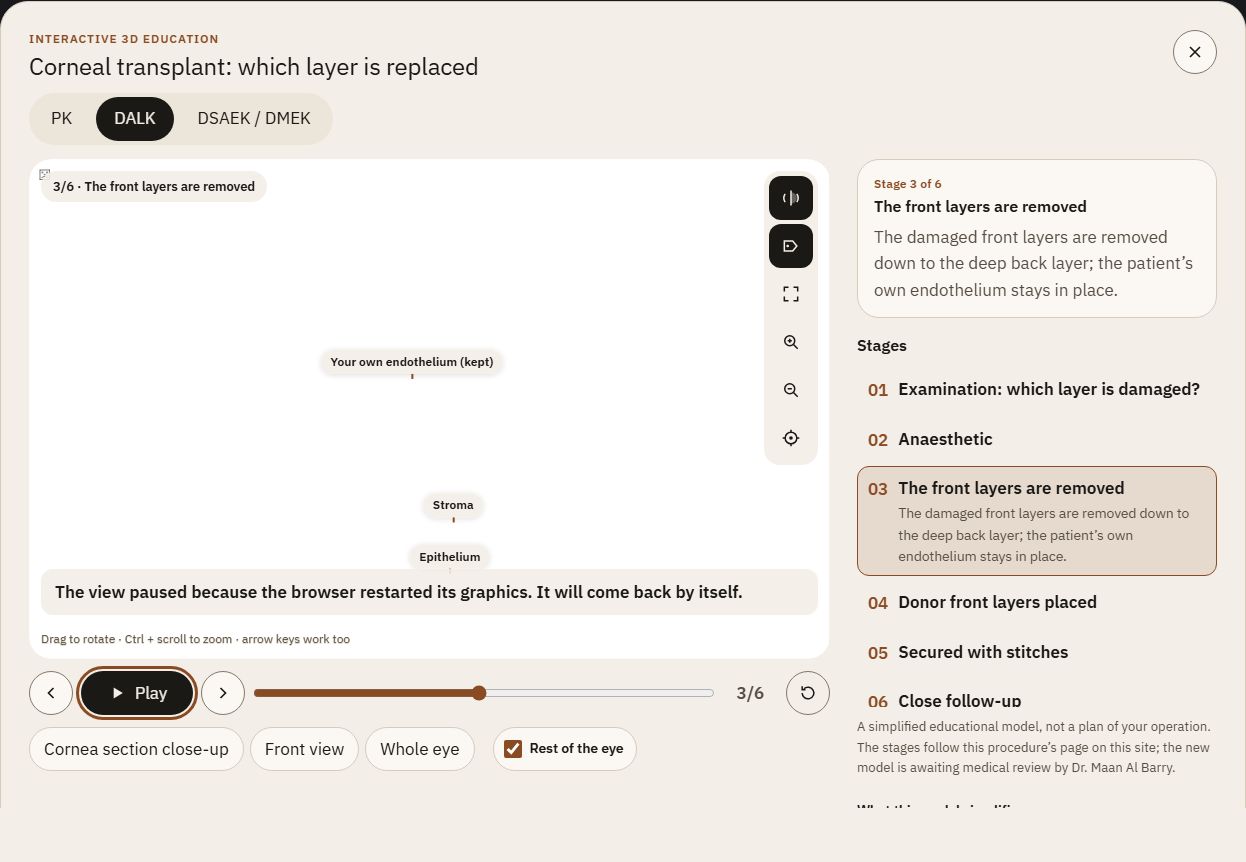 INTERACTIVE 3D EDUCATION
Corneal transplant: which layer is replaced
PK
DALK
DSAEK / DMEK
3/6 · The front layers are removed
Your own endothelium (kept)
Stroma
Epithelium
The view paused because the browser restarted its graphics. It will come back by itself.
Drag to rotate · Ctrl + scroll to zoom · arrow keys work too
Play
3/6
Cornea section close-up
Front view
Whole eye
Rest of the eye
Stage 3 of 6
The front layers are removed
The damaged front layers are removed
down to the deep back layer; the patient’s
own endothelium stays in place.
Stages
01 Examination: which layer is damaged?
02 Anaesthetic
03 The front layers are removed
The damaged front layers are removed down to
the deep back layer; the patient’s own
endothelium stays in place.
04 Donor front layers placed
05 Secured with stitches
06 Close follow-up
A simplified educational model, not a plan of your operation.
The stages follow this procedure’s page on this site; the new
model is awaiting medical review by Dr. Maan Al Barry.